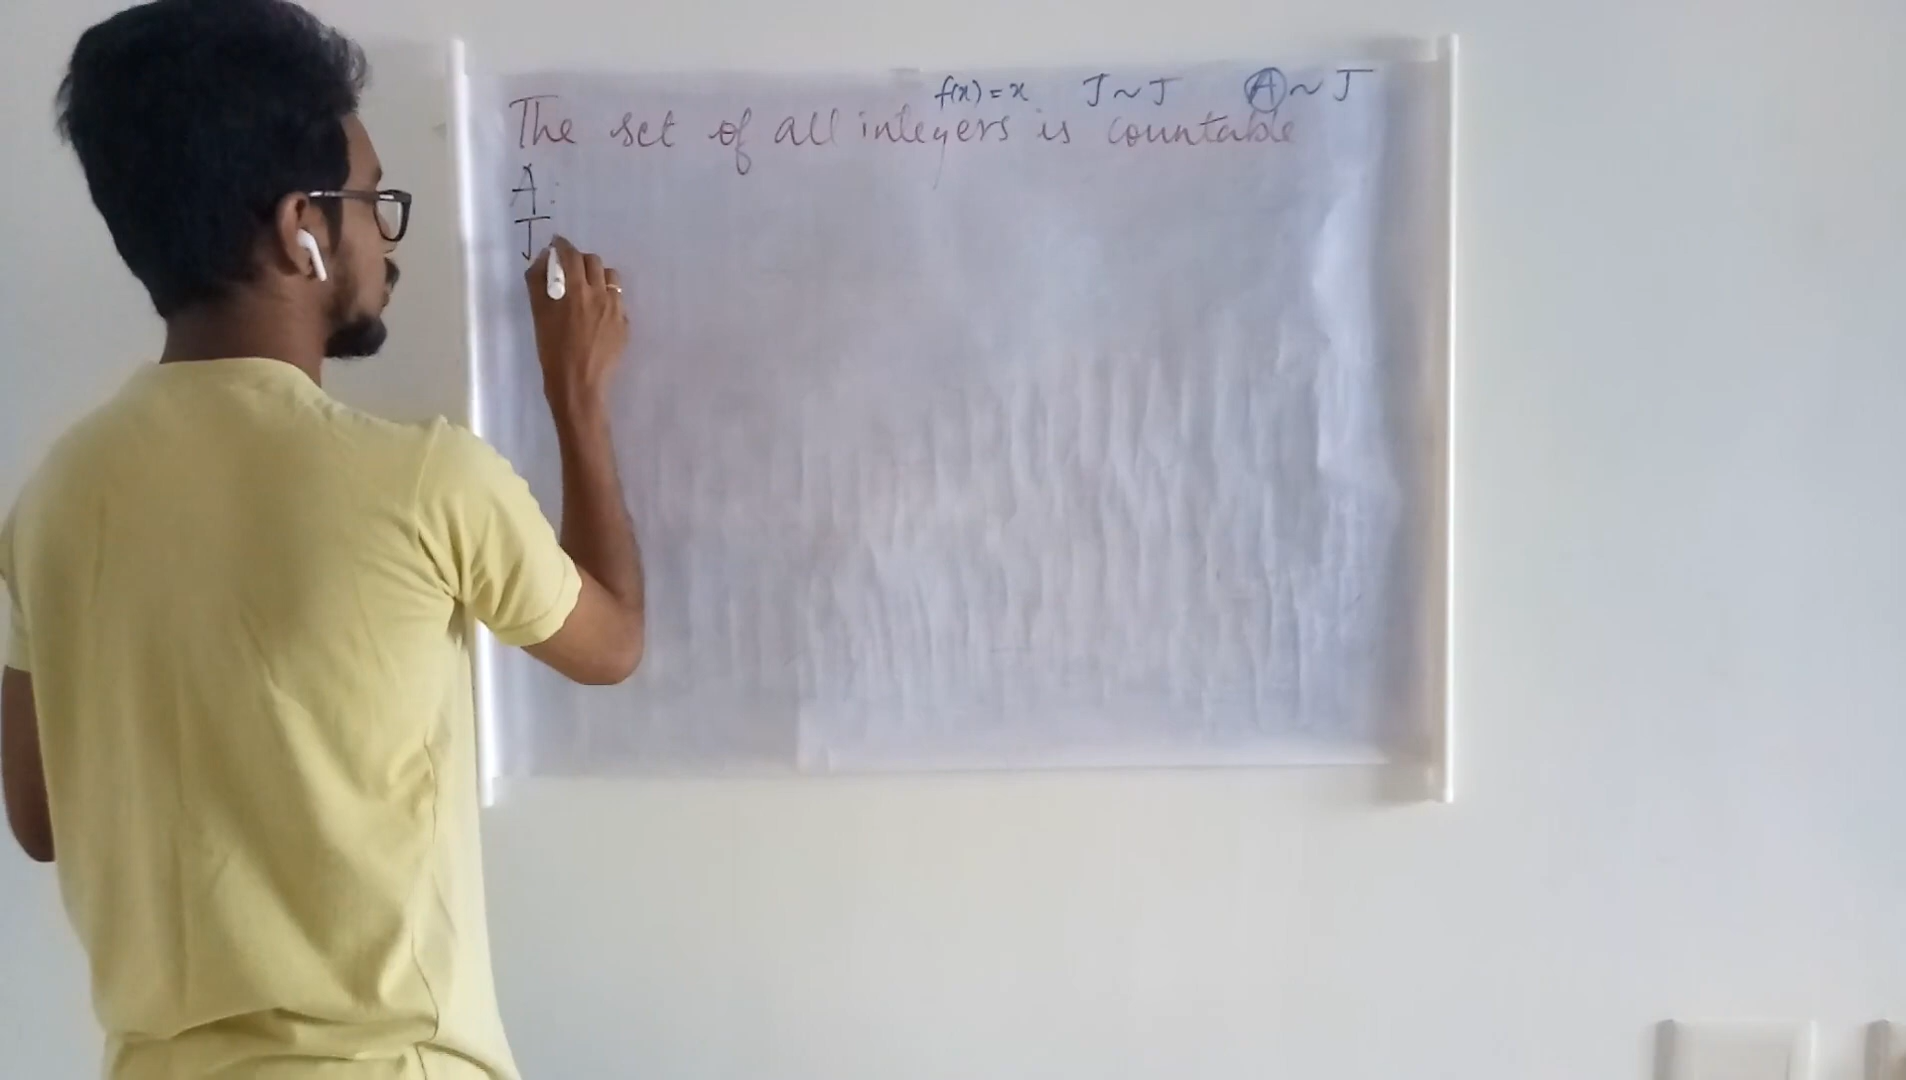 f(x) = x J ~ J A ~ J
The set of all integers is countable
A :
J